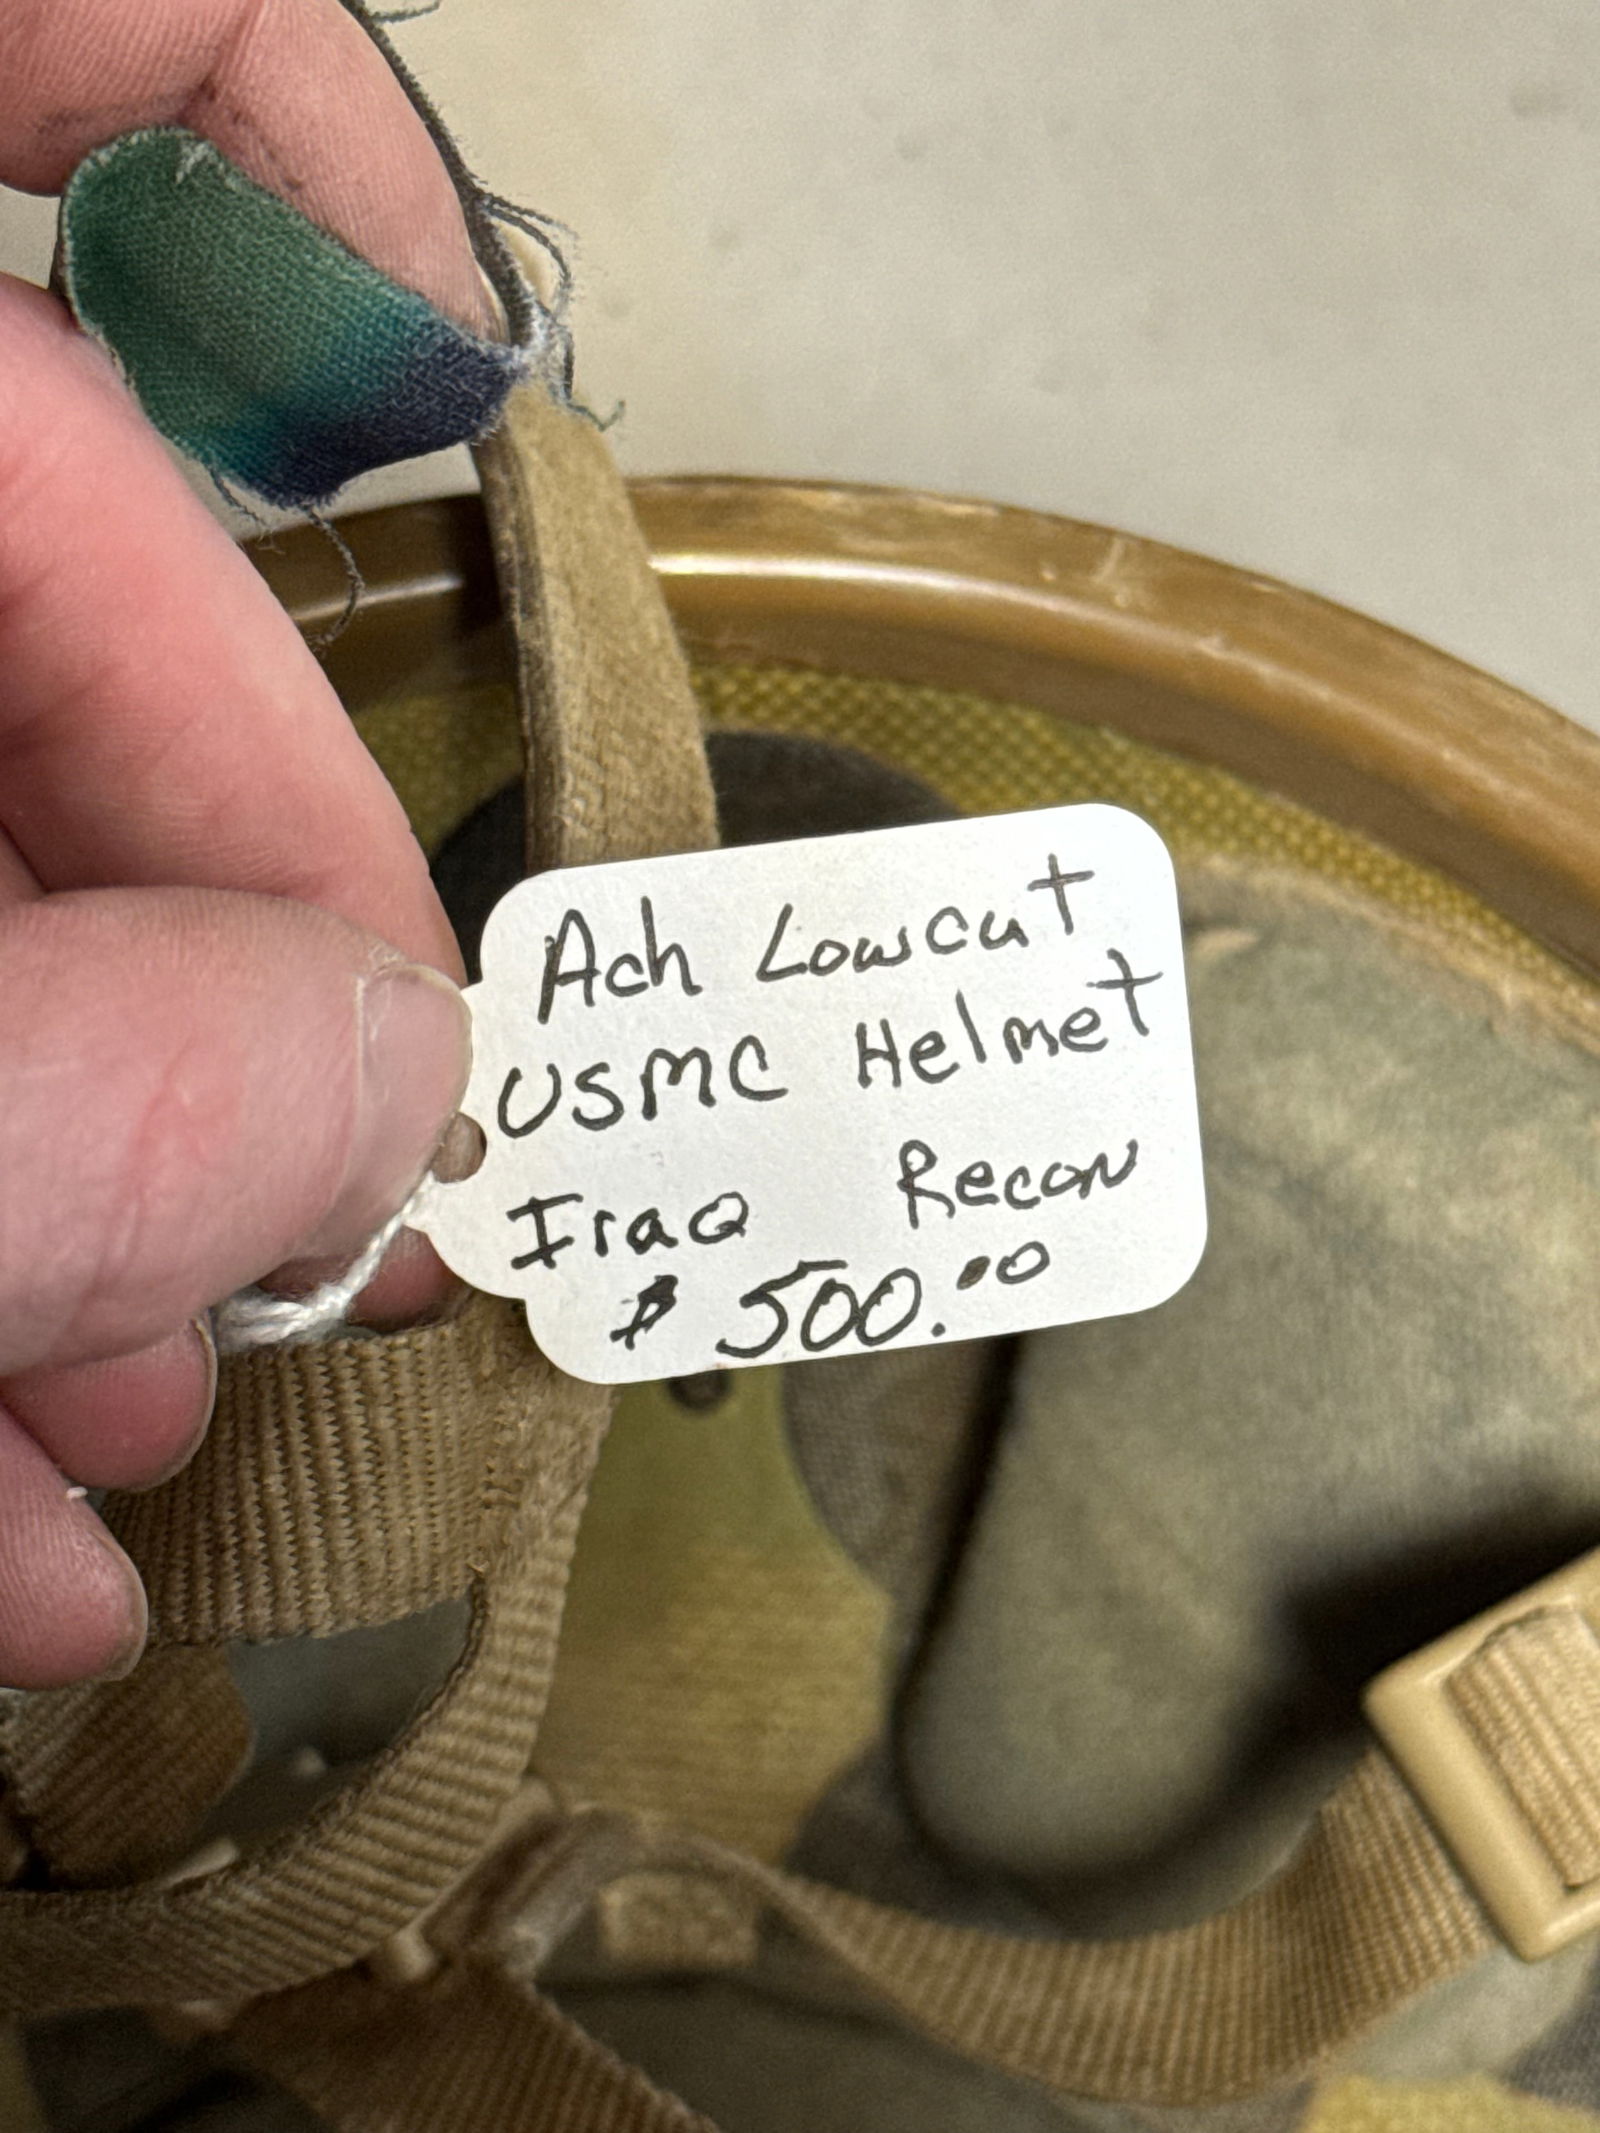 Ach Lowcut
USMC Helmet
Iraq Recon
$ 500.00